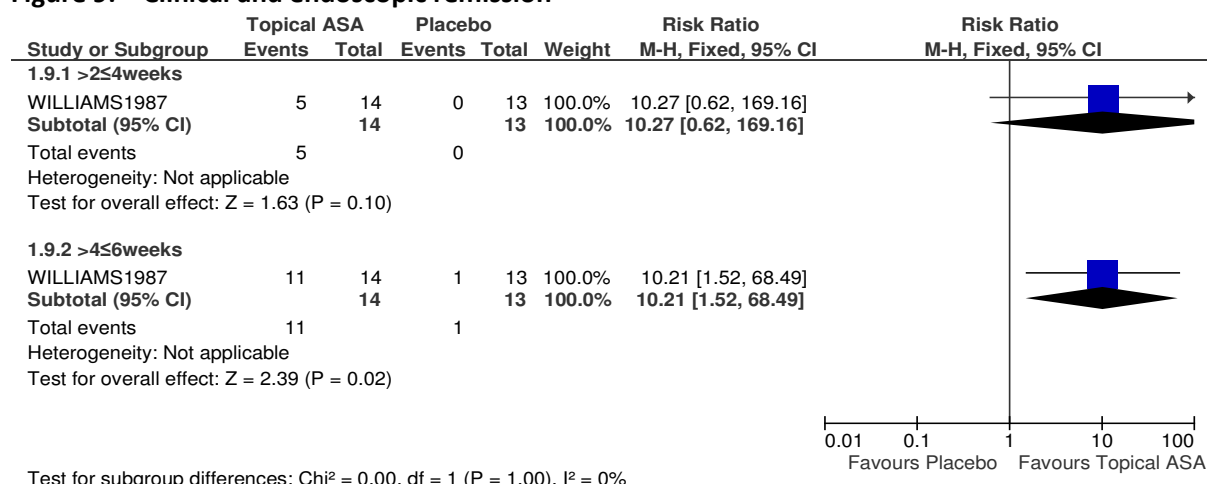 Topical ASA Placebo Risk Ratio Risk Ratio
Study or Subgroup Events Total Events Total Weight M-H, Fixed, 95% CI M-H, Fixed, 95% CI
1.9.1 >2≤4weeks
WILLIAMS1987 5 14 0 13 100.0% 10.27 [0.62, 169.16]
Subtotal (95% CI) 14 13 100.0% 10.27 [0.62, 169.16]
Total events 5 0
Heterogeneity: Not applicable
Test for overall effect: Z = 1.63 (P = 0.10)
1.9.2 >4≤6weeks
WILLIAMS1987 11 14 1 13 100.0% 10.21 [1.52, 68.49]
Subtotal (95% CI) 14 13 100.0% 10.21 [1.52, 68.49]
Total events 11 1
Heterogeneity: Not applicable
Test for overall effect: Z = 2.39 (P = 0.02)
0.01 0.1 1 10 100
Favours Placebo Favours Topical ASA
Test for subgroup differences: Chi² = 0.00, df = 1 (P = 1.00), I² = 0%